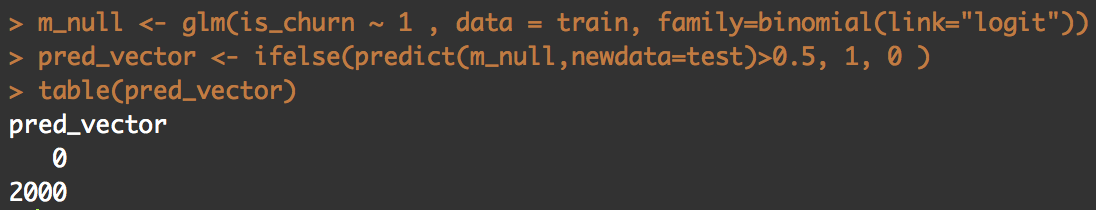 > m_null <- glm(is_churn ~ 1 , data = train, family=binomial(link="logit"))
> pred_vector <- ifelse(predict(m_null,newdata=test)>0.5, 1, 0 )
> table(pred_vector)
pred_vector
   0
2000